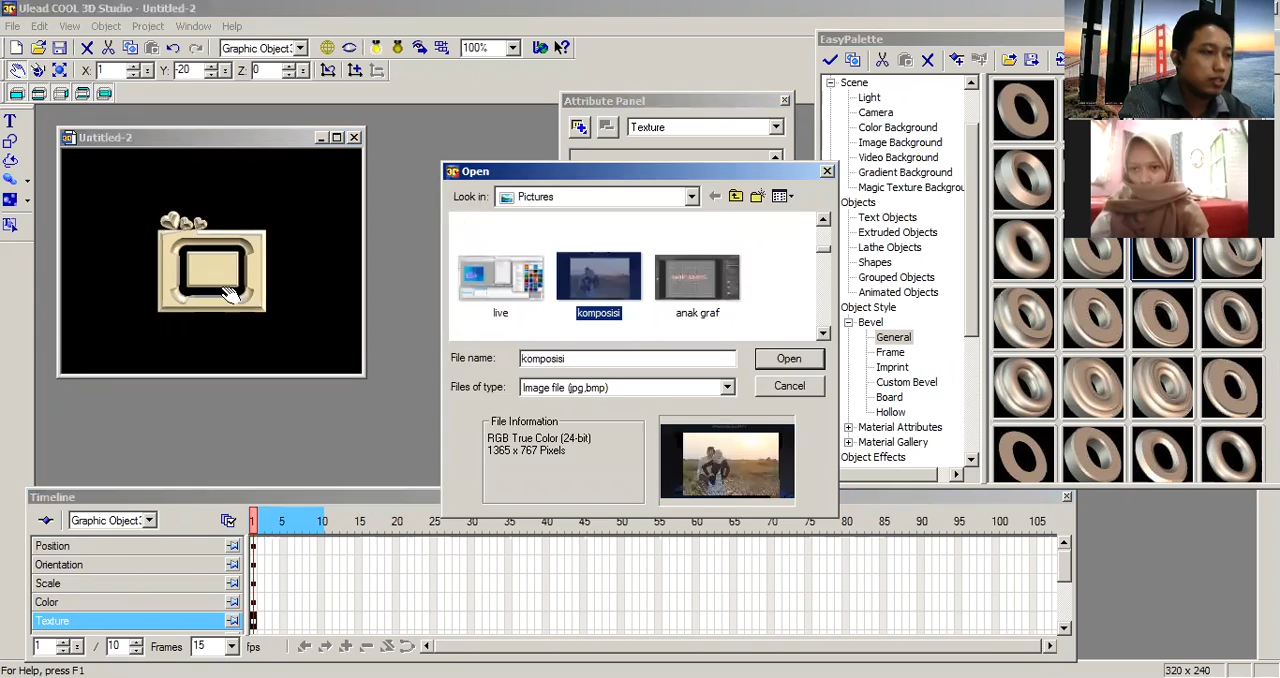 Ulead COOL 3D Studio - Untitled-2
File Edit View Object Project Window Help
Graphic Object: 100%
X: 1 Y: -20 Z: 0
EasyPalette
Scene
Light
Camera
Color Background
Image Background
Video Background
Gradient Background
Magic Texture Backgrou
Objects
Text Objects
Extruded Objects
Lathe Objects
Shapes
Grouped Objects
Animated Objects
Object Style
Bevel
General
Frame
Imprint
Custom Bevel
Board
Hollow
Material Attributes
Material Gallery
Object Effects
Attribute Panel
Texture
Untitled-2
Open
Look in: Pictures
live komposisi anak graf
File name: komposisi Open
Files of type: Image file (jpg,bmp) Cancel
File Information
RGB True Color (24-bit)
1365 x 767 Pixels
Timeline
Graphic Object: 1 5 10 15 20 25 30 35 40 45 50 55 60 65 70 75 80 85 90 95 100 105
Position
Orientation
Scale
Color
Texture
1 / 10 Frames 15 fps
For Help, press F1 320 x 240